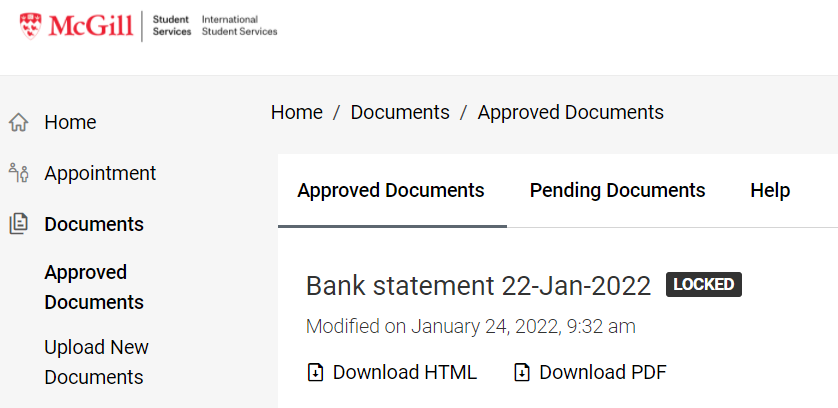 McGill
Student Services
International Student Services
Home / Documents / Approved Documents
Home
Appointment
Documents
Approved
Documents
Upload New
Documents
Approved Documents Pending Documents Help
Bank statement 22-Jan-2022 LOCKED
Modified on January 24, 2022, 9:32 am
Download HTML Download PDF